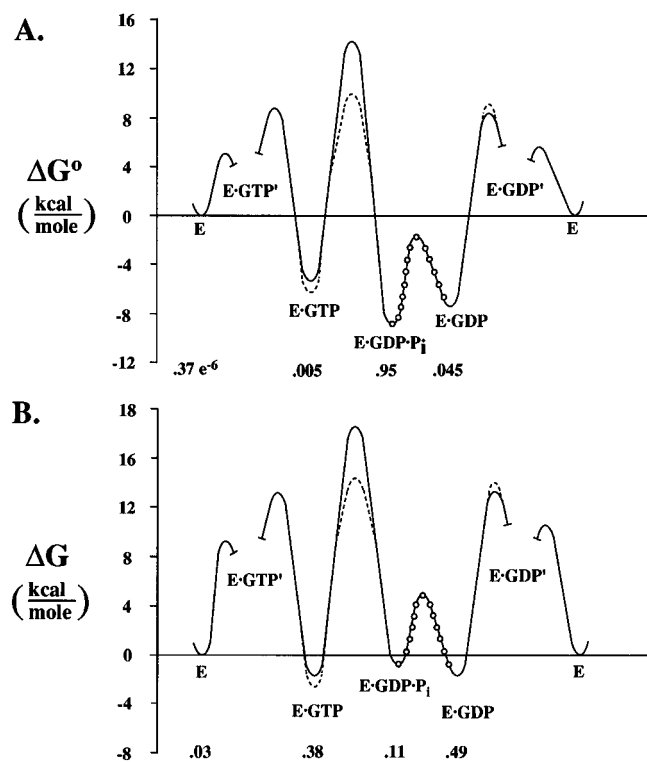 A.
16
12
8
4
0
-4
-8
-12
ΔG°
(kcal
mole)
E·GTP'
E·GDP'
E
E
E·GTP
E·GDP
E·GDP·Pi
.37 e-6 .005 .95 .045
B.
18
16
12
8
4
0
-4
-8
ΔG
(kcal
mole)
E·GTP'
E·GDP'
E
E
E·GDP·Pi
E·GTP
E·GDP
.03 .38 .11 .49